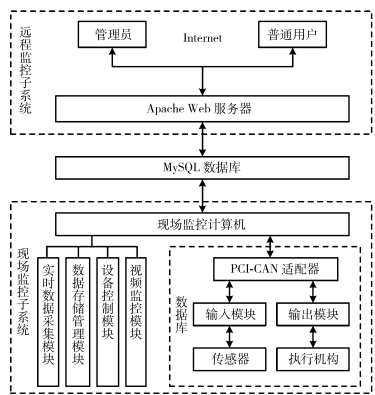 远程监控子系统
管理员
Internet
普通用户
Apache Web 服务器
MySQL 数据库
现场监控子系统
现场监控计算机
实时数据采集模块
数据存储管理模块
设备控制模块
视频监控模块
数据库
PCI-CAN 适配器
输入模块
输出模块
传感器
执行机构